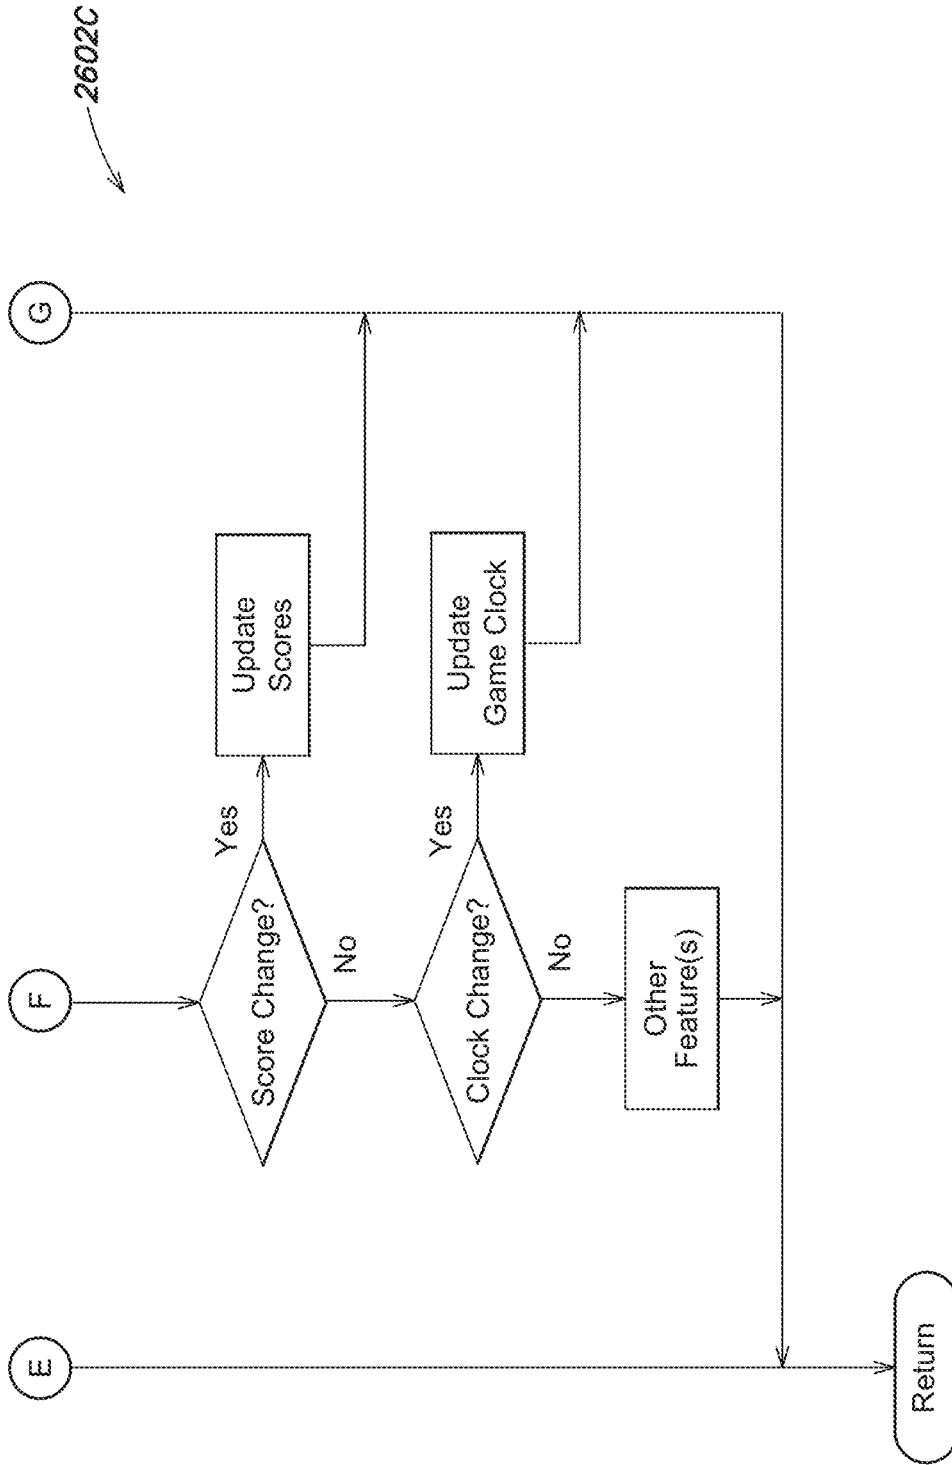 2602C
E
F
G
Score Change?
Yes
Update
Scores
No
Clock Change?
Yes
Update
Game Clock
No
Other
Feature(s)
Return